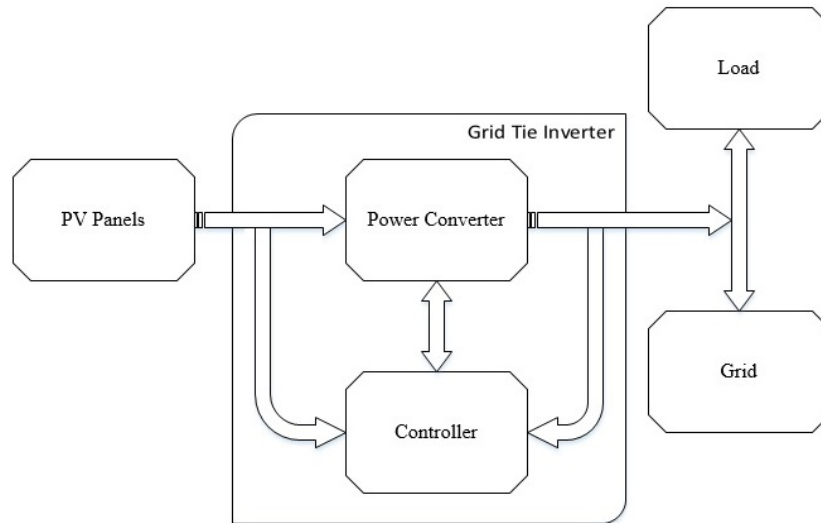 Load
Grid Tie Inverter
PV Panels
Power Converter
Grid
Controller